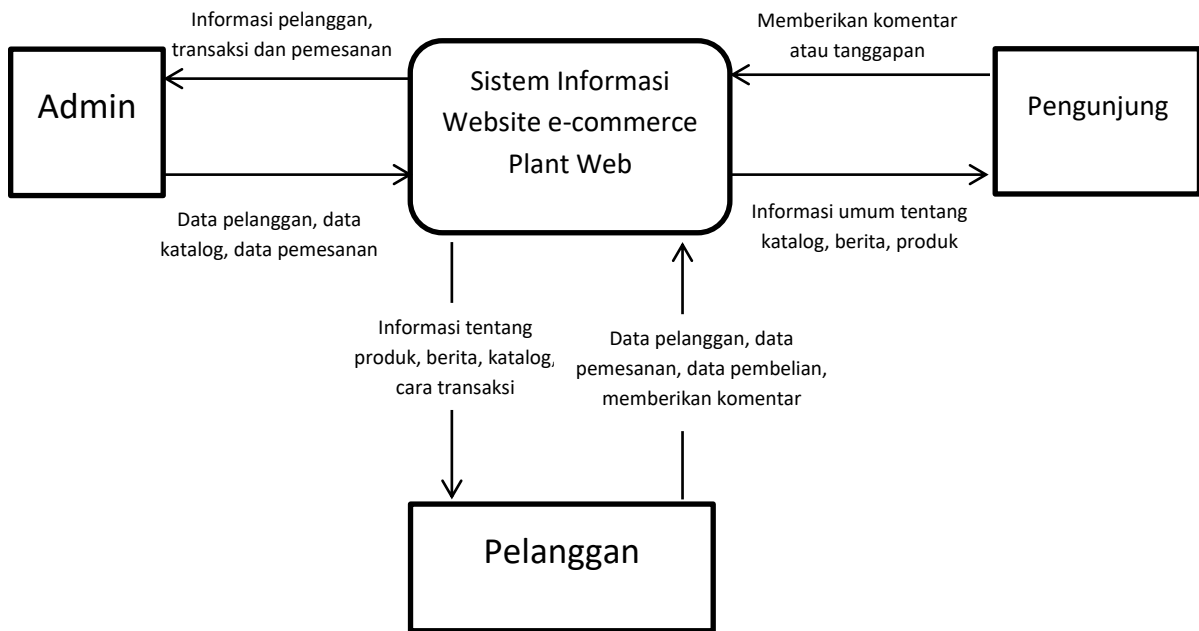 Informasi pelanggan,
transaksi dan pemesanan
Memberikan komentar
atau tanggapan
Admin
Sistem Informasi
Website e-commerce
Plant Web
Pengunjung
Data pelanggan, data
katalog, data pemesanan
Informasi umum tentang
katalog, berita, produk
Informasi tentang
produk, berita, katalog,
cara transaksi
Data pelanggan, data
pemesanan, data pembelian,
memberikan komentar
Pelanggan